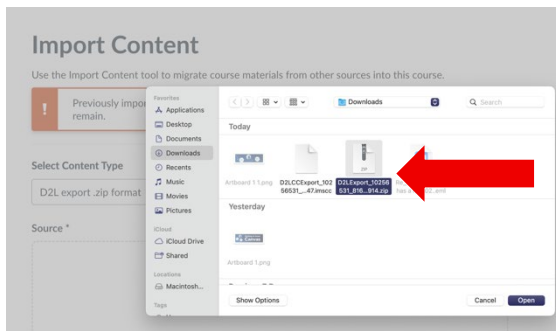 Import Content
Use the Import Content tool to migrate course materials from other sources into this course.
!
Previously impor
remain.
Select Content Type
D2L export .zip format
Source *
Favorites
Applications
Desktop
Documents
Downloads
Recents
Music
Movies
Pictures
iCloud
iCloud Drive
Shared
Locations
Macintosh...
Tags
Downloads
Search
Today
Artboard 1 1.png
D2LCCExport_102
56531_...47.imscc
D2LExport_10256
531_816...914.zip
Yesterday
Canvas
Artboard 1.png
Show Options
Cancel
Open